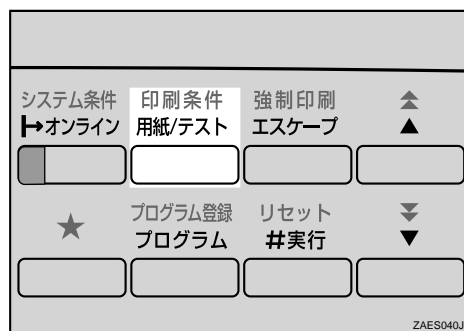 システム条件 印刷条件 強制印刷
オンライン 用紙/テスト エスケープ ▲
★ プログラム登録 リセット
プログラム #実行 ▼
ZAES040J